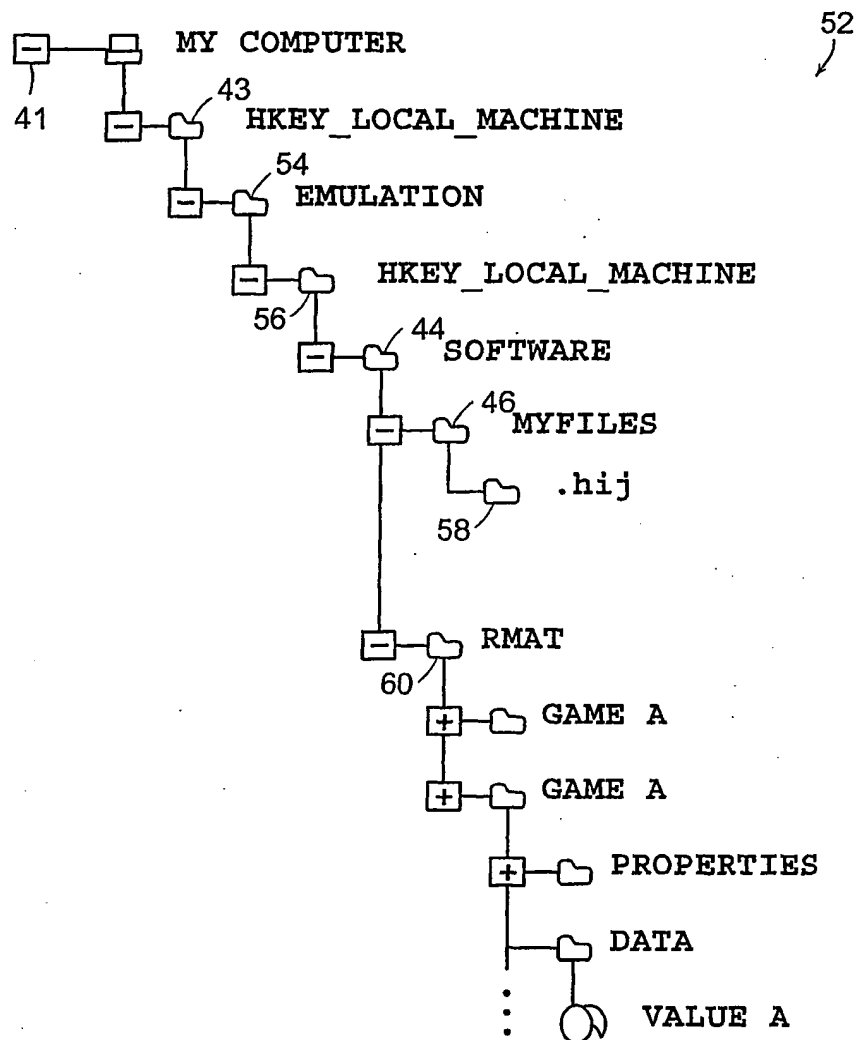 52
MY COMPUTER
41
43
HKEY_LOCAL_MACHINE
54
EMULATION
HKEY_LOCAL_MACHINE
56
44
SOFTWARE
46
MYFILES
.hij
58
RMAT
60
GAME A
GAME A
PROPERTIES
DATA
VALUE A